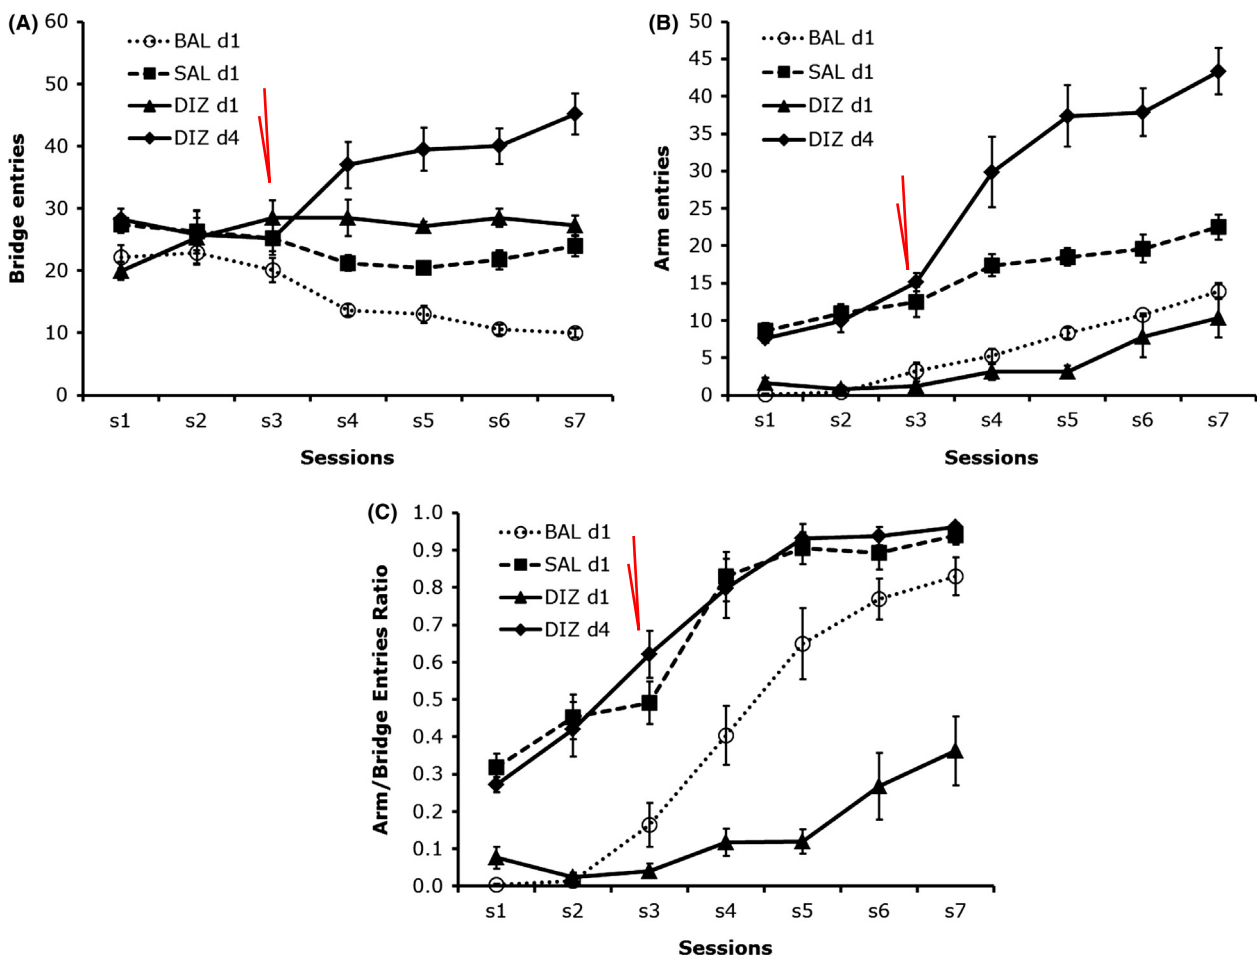 (A)
60
50
40
30
20
10
0
Bridge entries
BAL d1
SAL d1
DIZ d1
DIZ d4
s1 s2 s3 s4 s5 s6 s7
Sessions
(B)
50
45
40
35
30
25
20
15
10
5
0
Arm entries
BAL d1
SAL d1
DIZ d1
DIZ d4
s1 s2 s3 s4 s5 s6 s7
Sessions
(C)
1.0
0.9
0.8
0.7
0.6
0.5
0.4
0.3
0.2
0.1
0.0
Arm/Bridge Entries Ratio
BAL d1
SAL d1
DIZ d1
DIZ d4
s1 s2 s3 s4 s5 s6 s7
Sessions